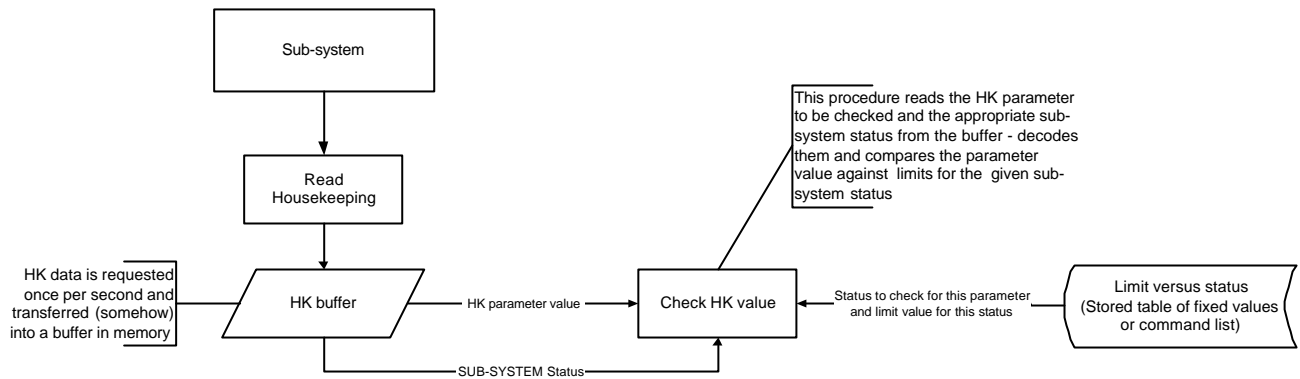 Sub-system
This procedure reads the HK parameter
to be checked and the appropriate sub-
system status from the buffer - decodes
them and compares the parameter
value against limits for the given sub-
system status
Read
Housekeeping
HK data is requested
once per second and
transferred (somehow)
into a buffer in memory
HK buffer
HK parameter value
Check HK value
Status to check for this parameter
and limit value for this status
Limit versus status
(Stored table of fixed values
or command list)
SUB-SYSTEM Status